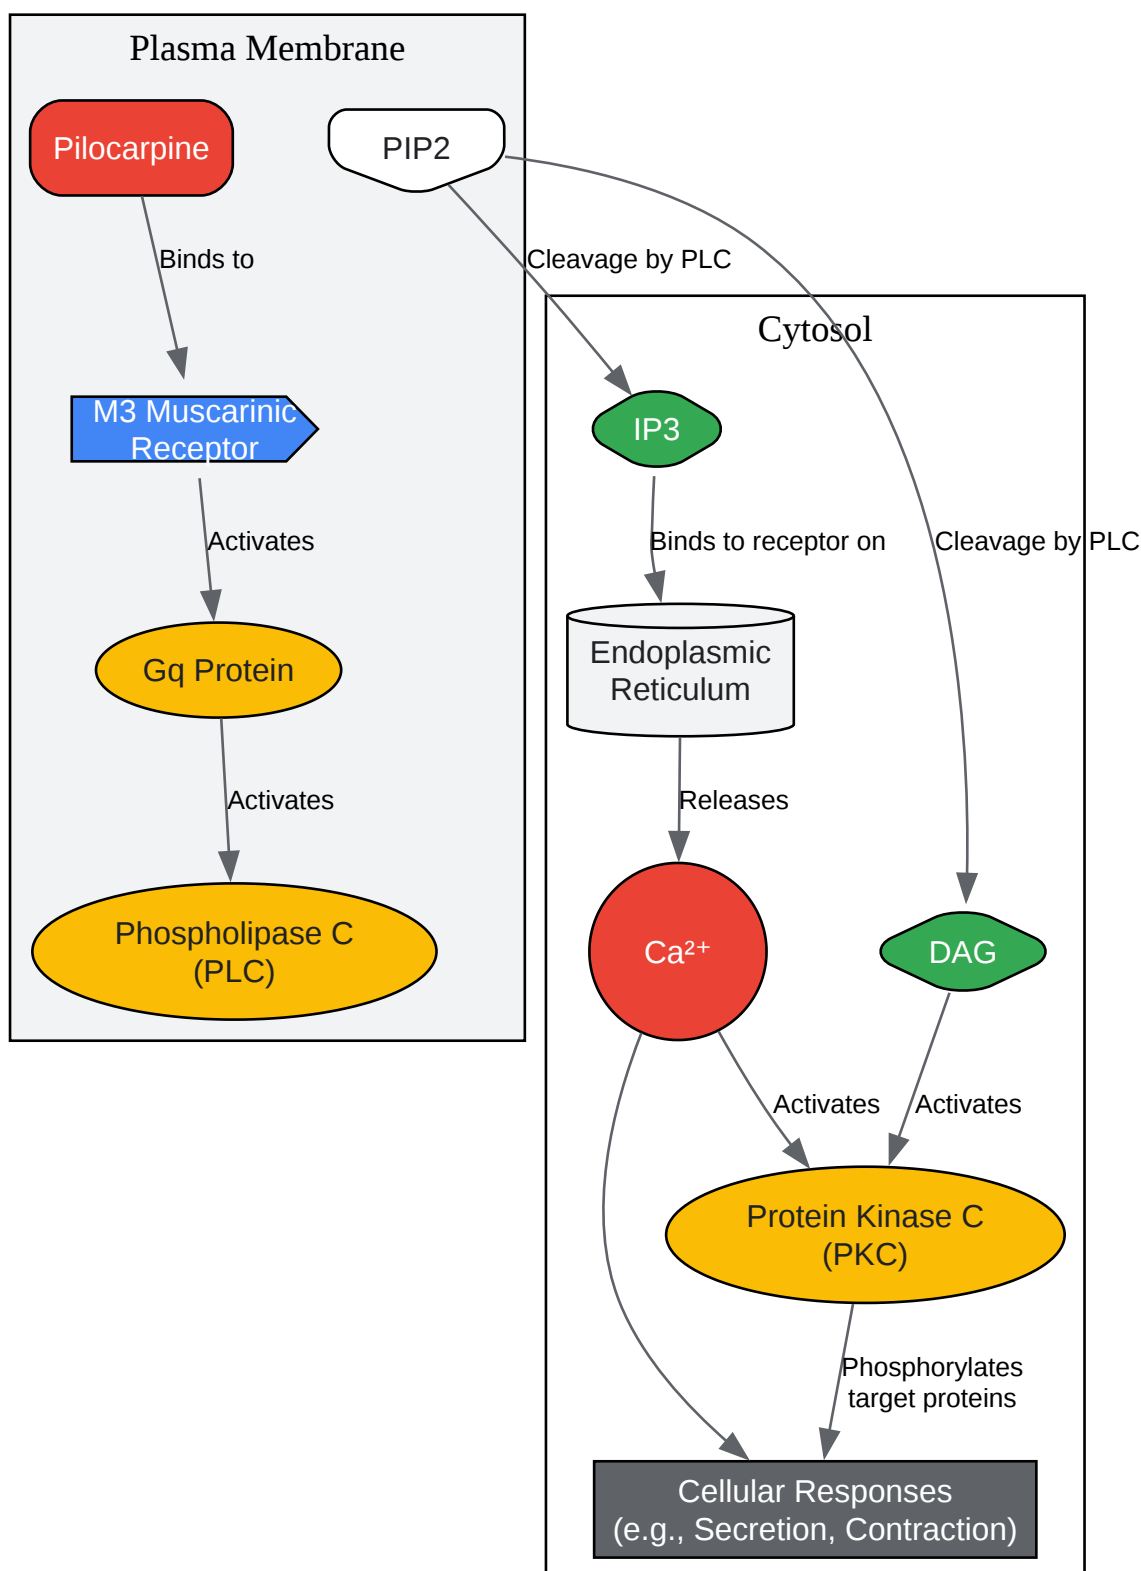 Plasma Membrane
Pilocarpine
PIP2
Binds to
Cleavage by PLC
Cytosol
M3 Muscarinic
Receptor
IP3
Activates
Binds to receptor on
Cleavage by PLC
Gq Protein
Endoplasmic
Reticulum
Activates
Releases
Phospholipase C
(PLC)
Ca²⁺
DAG
Activates
Activates
Protein Kinase C
(PKC)
Phosphorylates
target proteins
Cellular Responses
(e.g., Secretion, Contraction)